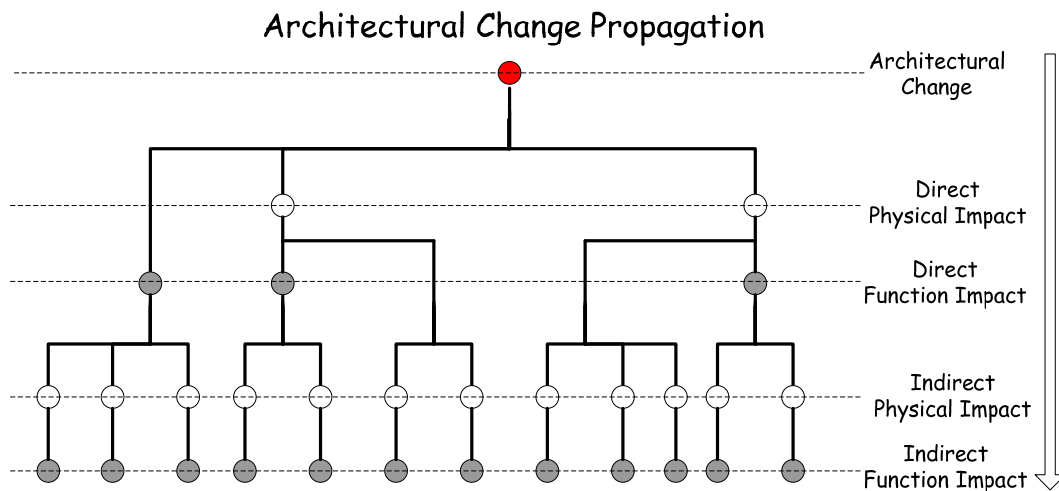 Architectural Change Propagation
Architectural
Change
Direct
Physical Impact
Direct
Function Impact
Indirect
Physical Impact
Indirect
Function Impact